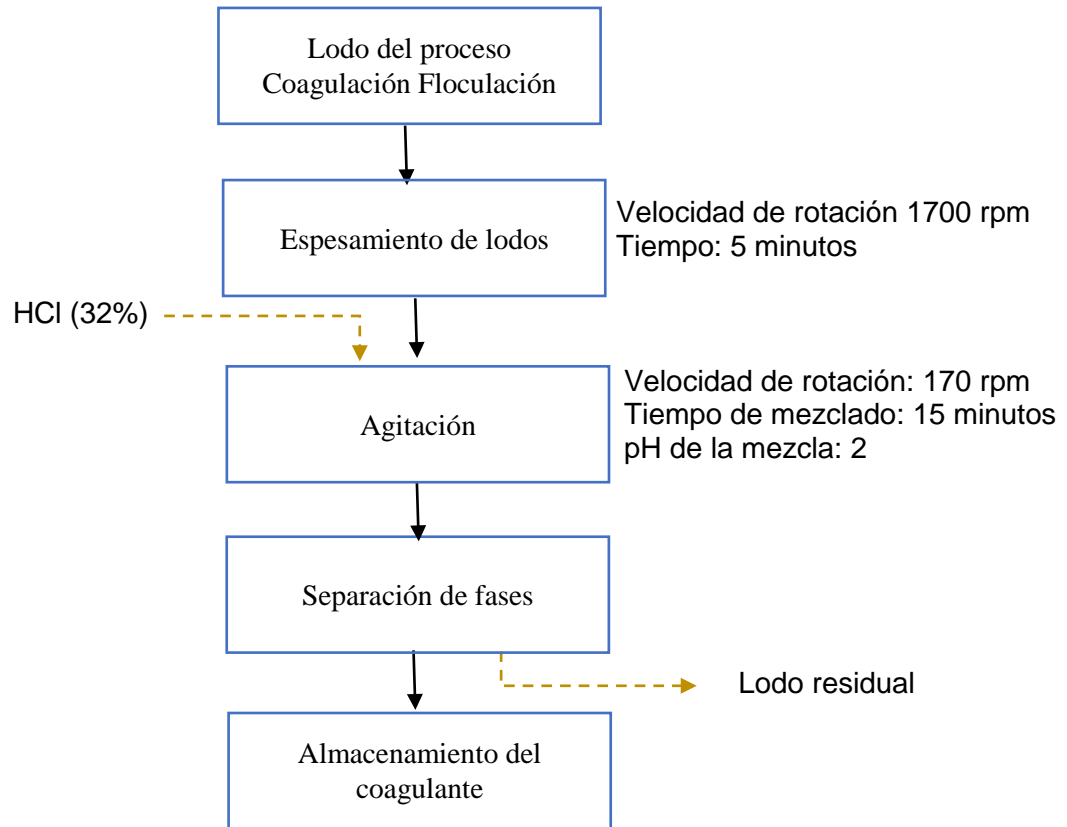 Lodo del proceso
Coagulación Floculación
Espesamiento de lodos
Velocidad de rotación 1700 rpm
Tiempo: 5 minutos
HCl (32%)
Agitación
Velocidad de rotación: 170 rpm
Tiempo de mezclado: 15 minutos
pH de la mezcla: 2
Separación de fases
Lodo residual
Almacenamiento del
coagulante